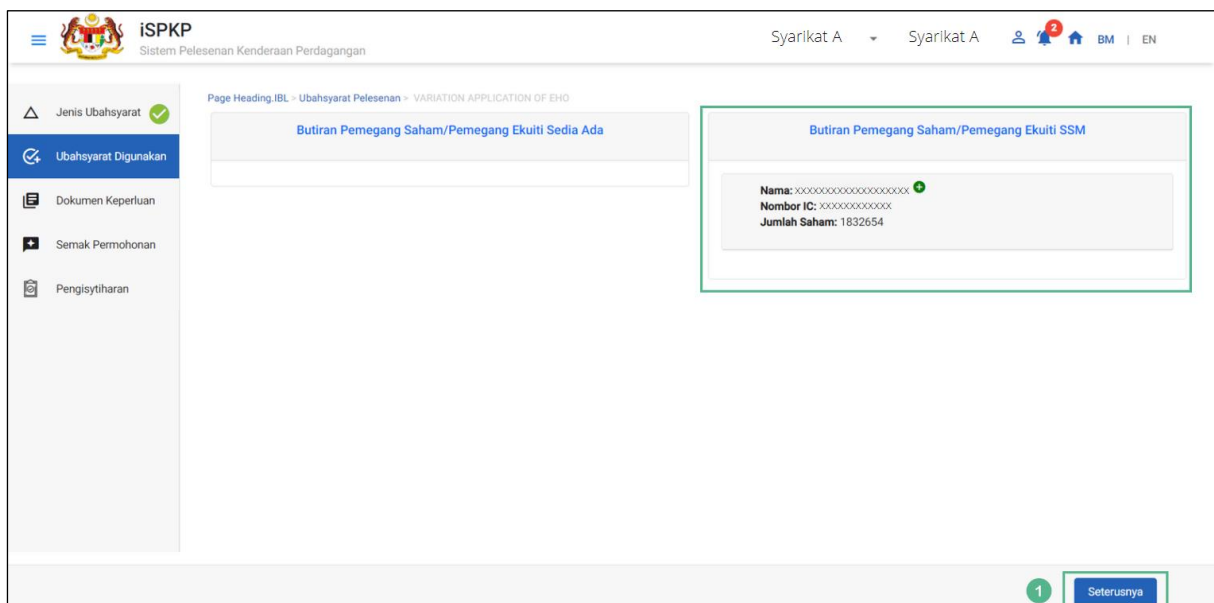 iSPKP
Sistem Pelesenan Kenderaan Perdagangan
Syarikat A
Syarikat A
2
BM | EN
Jenis Ubahsyarat
Ubahsyarat Digunakan
Dokumen Keperluan
Semak Permohonan
Pengisytiharan
Page Heading.IBL > Ubahsyarat Pelesenan > VARIATION APPLICATION OF EHO
Butiran Pemegang Saham/Pemegang Ekuiti Sedia Ada
Butiran Pemegang Saham/Pemegang Ekuiti SSM
Nama: XXXXXXXXXXXXXXXXXXX
Nombor IC: XXXXXXXXXXXX
Jumlah Saham: 1832654
1
Seterusnya